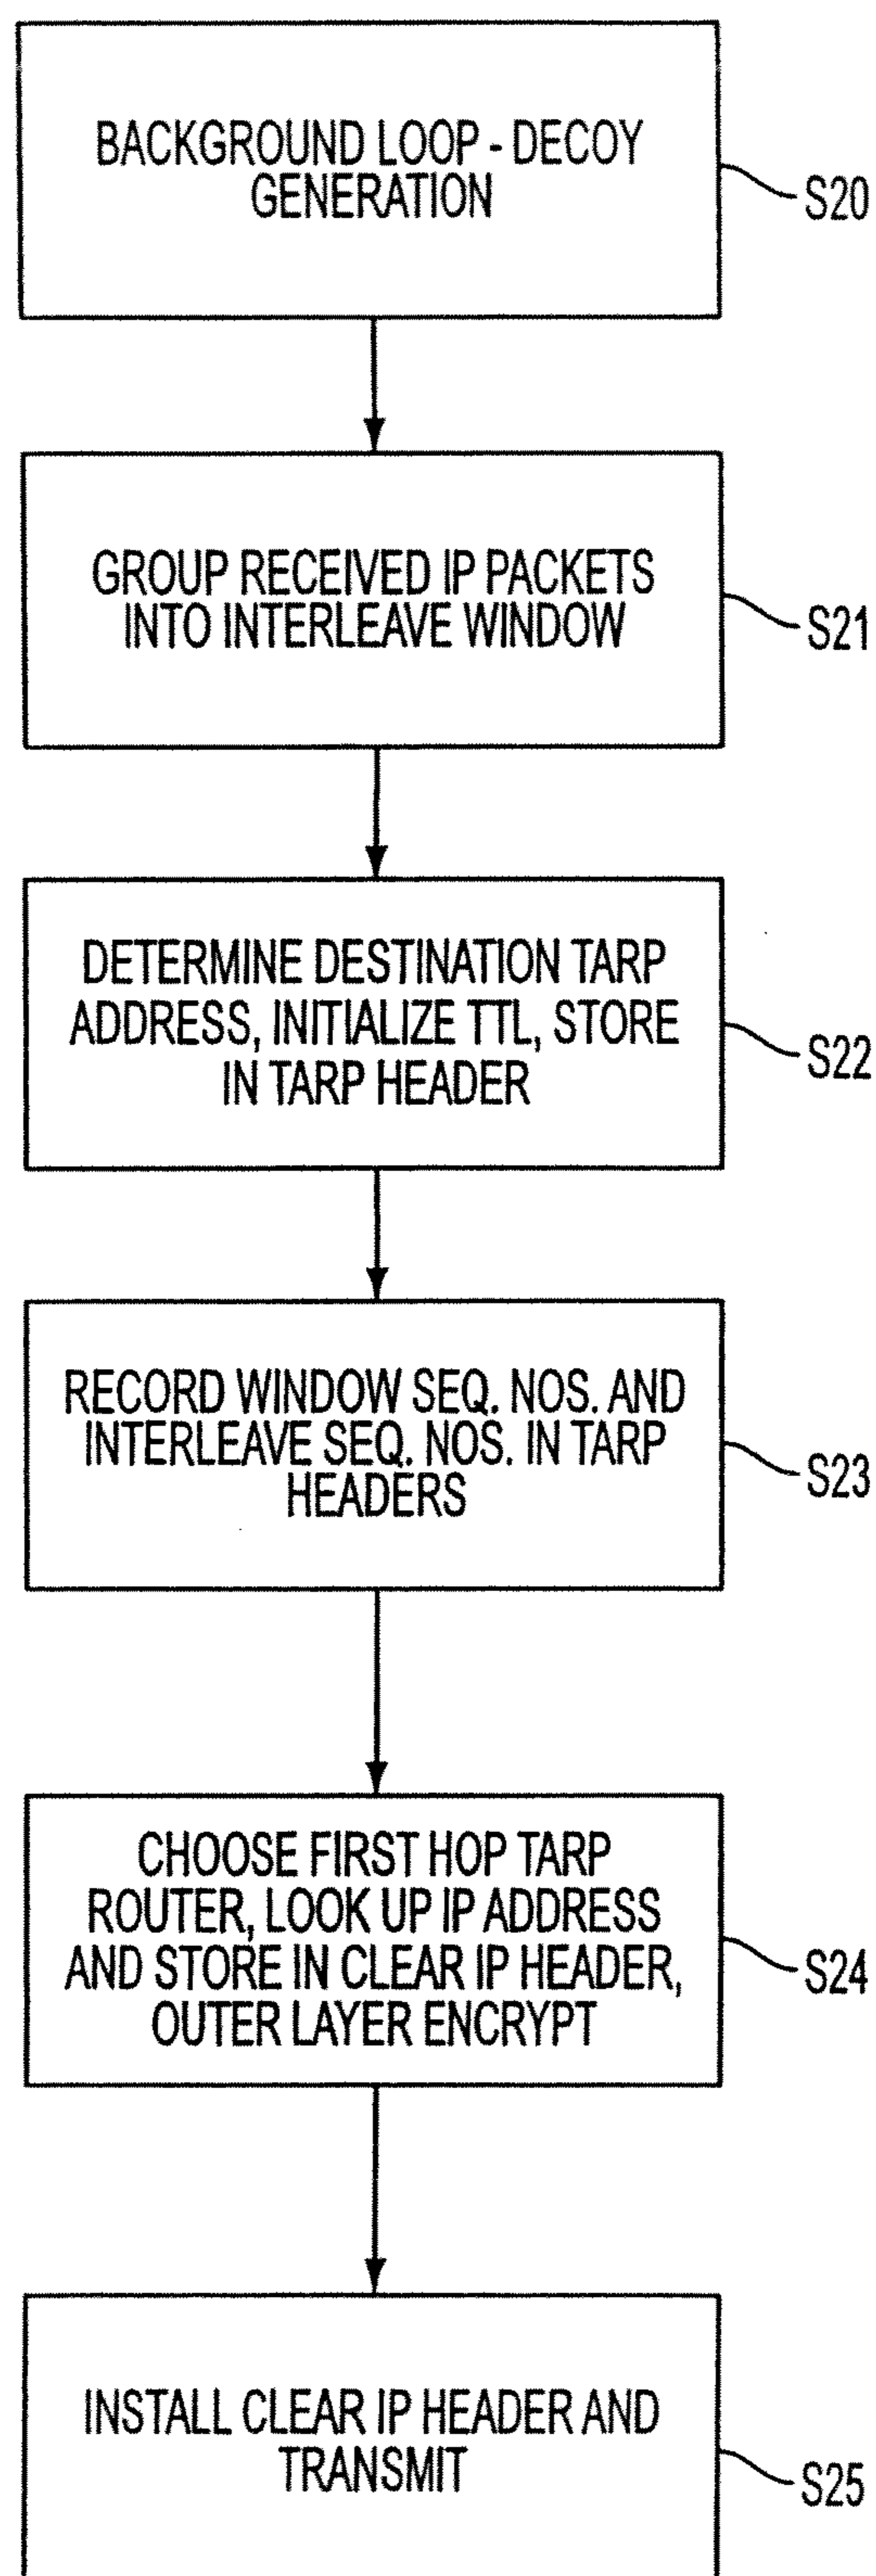 BACKGROUND LOOP - DECOY
GENERATION
S20
GROUP RECEIVED IP PACKETS
INTO INTERLEAVE WINDOW
S21
DETERMINE DESTINATION TARP
ADDRESS, INITIALIZE TTL, STORE
IN TARP HEADER
S22
RECORD WINDOW SEQ. NOS. AND
INTERLEAVE SEQ. NOS. IN TARP
HEADERS
S23
CHOOSE FIRST HOP TARP
ROUTER, LOOK UP IP ADDRESS
AND STORE IN CLEAR IP HEADER,
OUTER LAYER ENCRYPT
S24
INSTALL CLEAR IP HEADER AND
TRANSMIT
S25